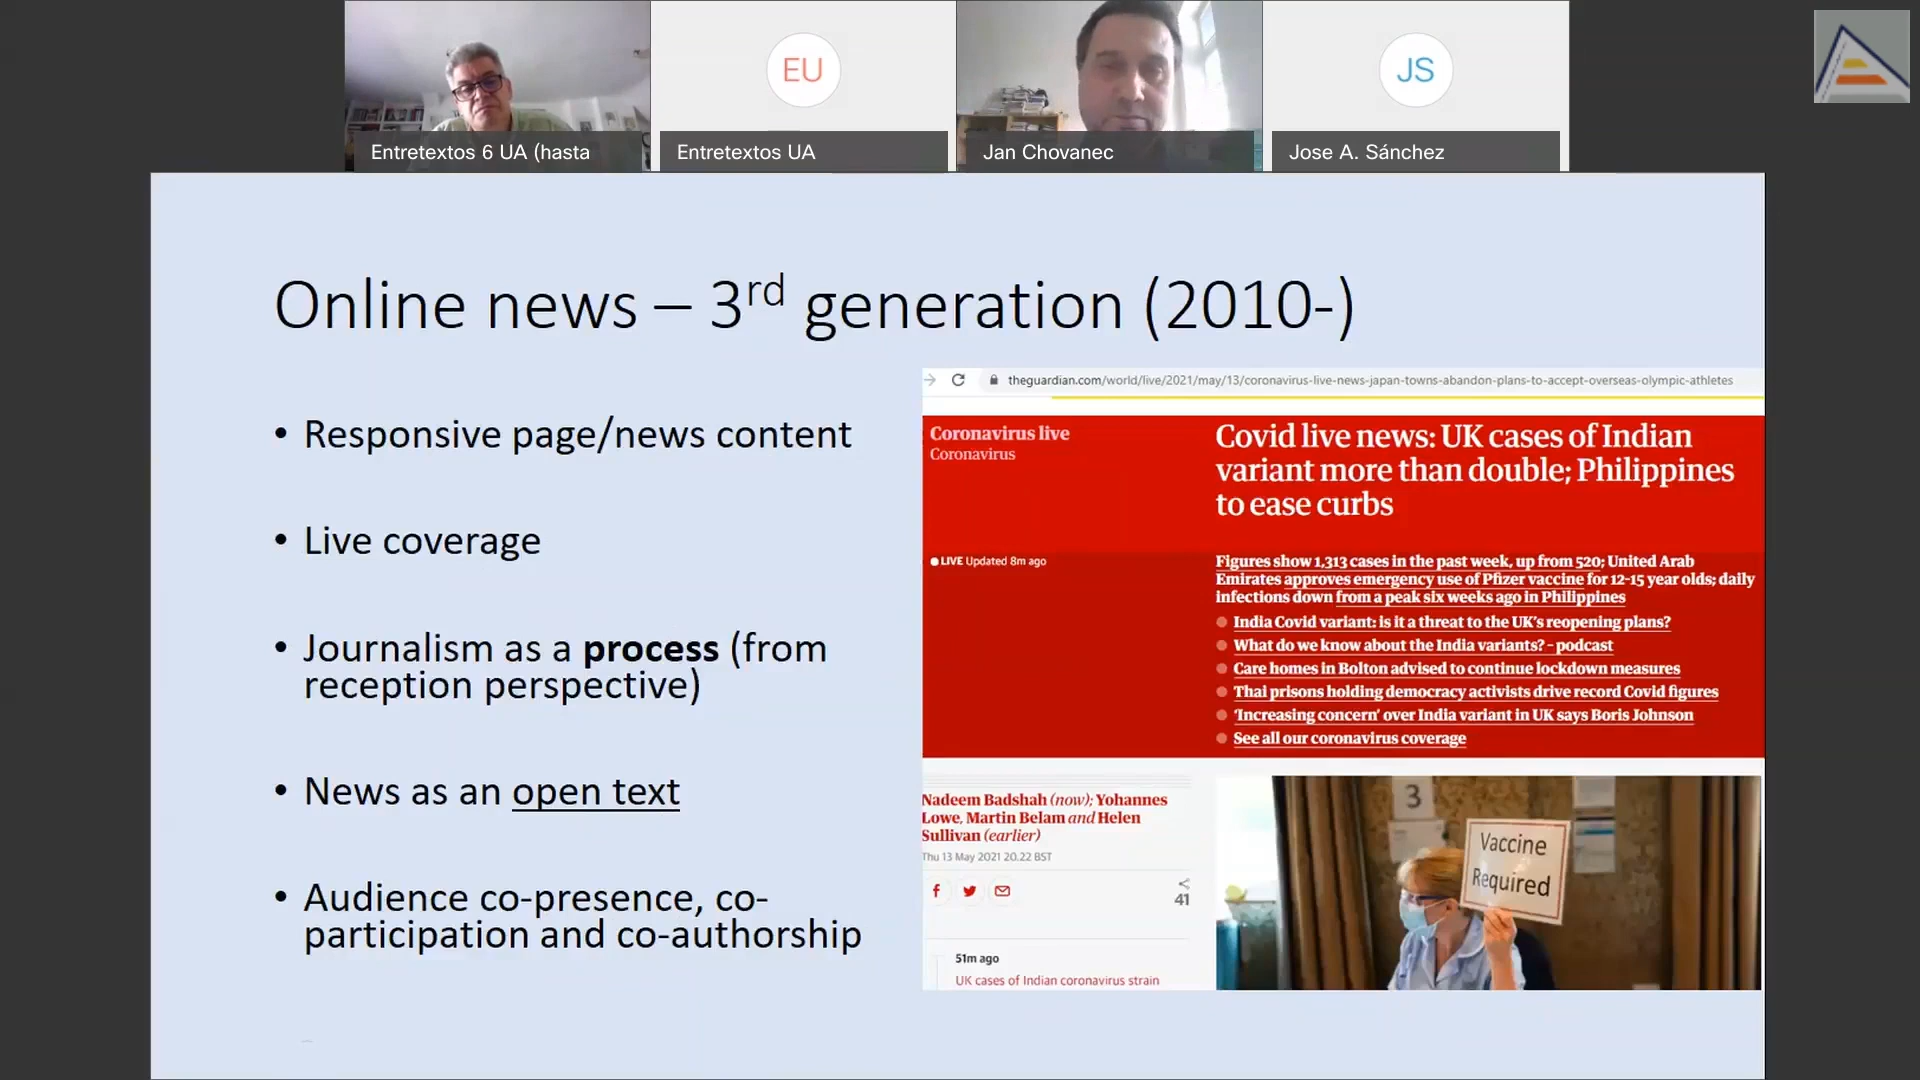 EU
JS
Entretextos 6 UA (hasta
Entretextos UA
Jan Chovanec
Jose A. Sánchez
Online news – 3rd generation (2010-)
• Responsive page/news content
• Live coverage
• Journalism as a process (from
reception perspective)
• News as an open text
• Audience co-presence, co-
participation and co-authorship
theguardian.com/world/live/2021/may/13/coronavirus-live-news-japan-towns-abandon-plans-to-accept-overseas-olympic-athletes
Coronavirus live
Coronavirus
Covid live news: UK cases of Indian
variant more than double; Philippines
to ease curbs
LIVE Updated 8m ago
Figures show 1,313 cases in the past week, up from 520; United Arab
Emirates approves emergency use of Pfizer vaccine for 12-15 year olds; daily
infections down from a peak six weeks ago in Philippines
India Covid variant: is it a threat to the UK's reopening plans?
What do we know about the India variants? – podcast
Care homes in Bolton advised to continue lockdown measures
Thai prisons holding democracy activists drive record Covid figures
'Increasing concern' over India variant in UK says Boris Johnson
See all our coronavirus coverage
Nadeem Badshah (now); Yohannes
Lowe, Martin Belam and Helen
Sullivan (earlier)
Thu 13 May 2021 20.22 BST
41
51m ago
UK cases of Indian coronavirus strain
3
Vaccine
Required